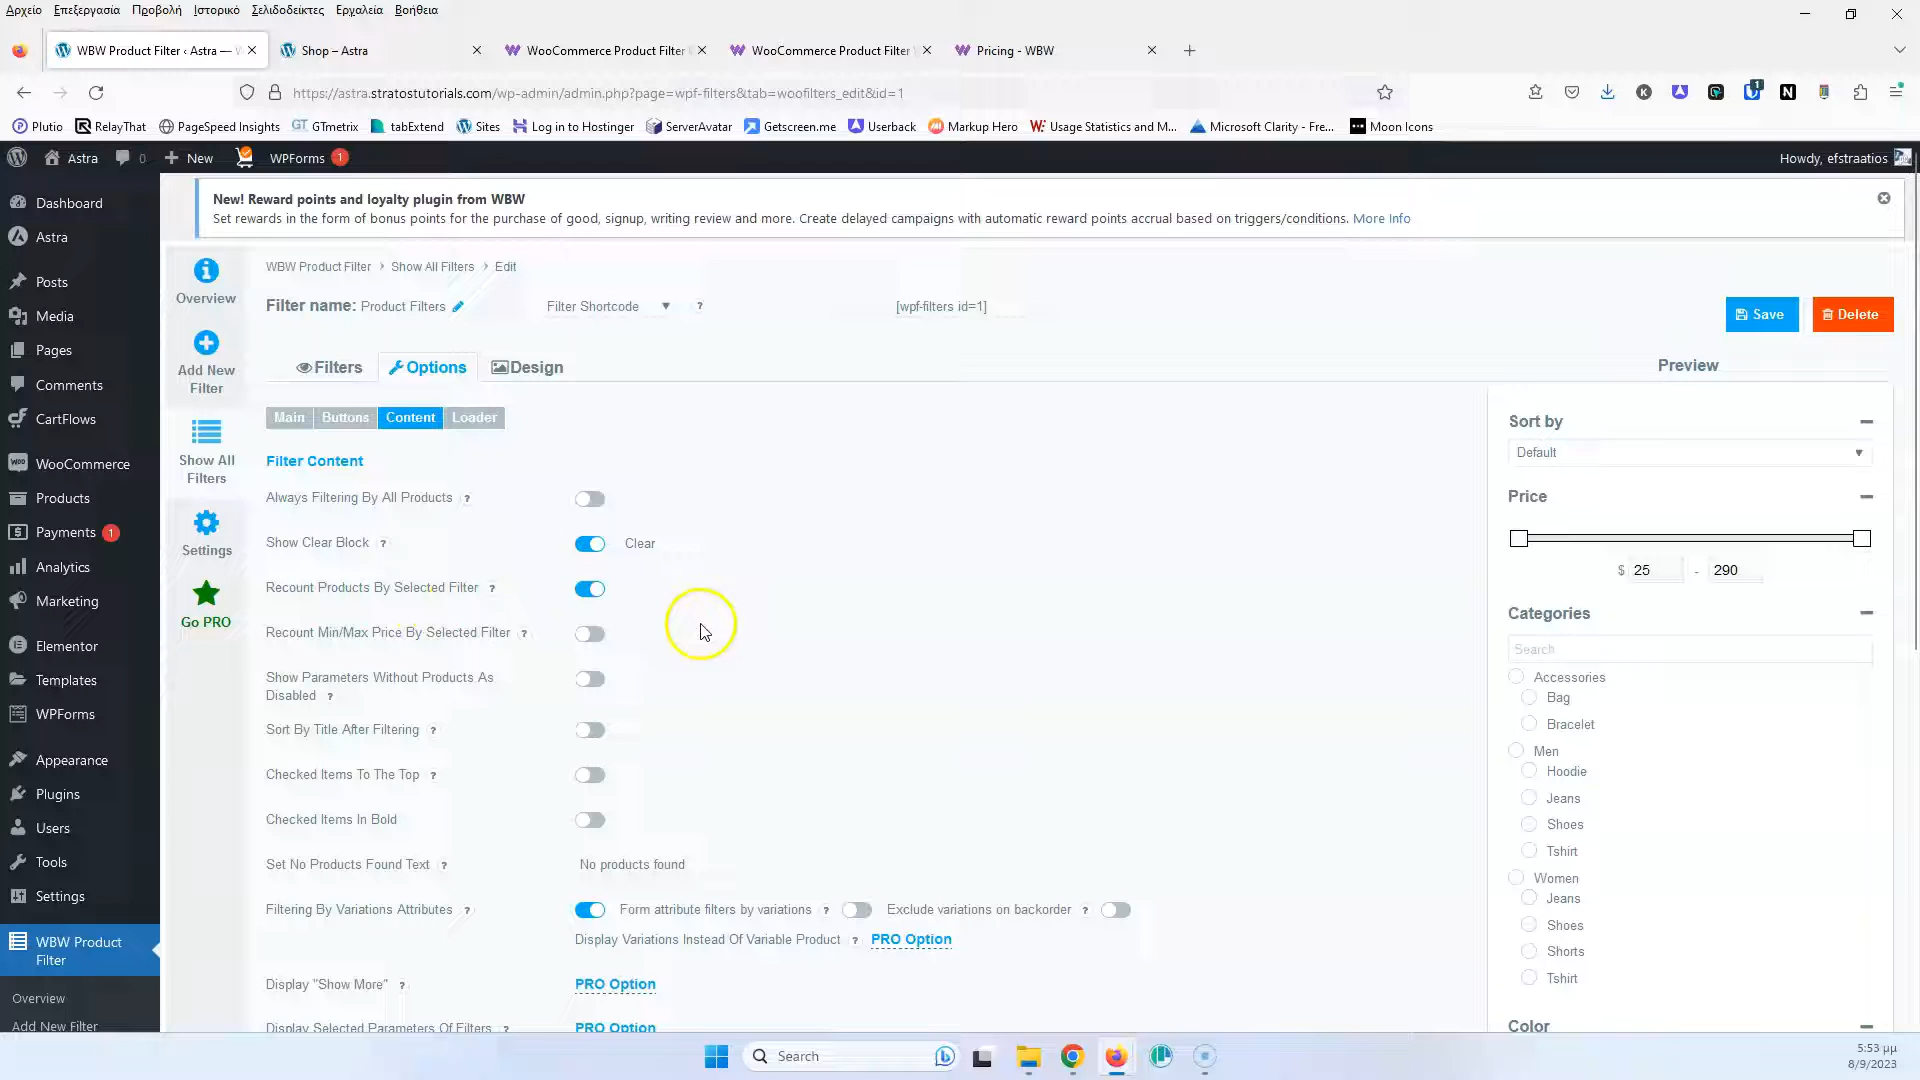 Αρχείο Επεξεργασία Προβολή Ιστορικό Σελιδοδείκτες Εργαλεία Βοήθεια
WBW Product Filter ‹ Astra — W
Shop – Astra
WooCommerce Product Filter
WooCommerce Product Filter
Pricing - WBW
https://astra.stratostutorials.com/wp-admin/admin.php?page=wpf-filters&tab=woofilters_edit&id=1
Plutio RelayThat PageSpeed Insights GTmetrix tabExtend Sites Log in to Hostinger ServerAvatar Getscreen.me Userback Markup Hero Usage Statistics and M... Microsoft Clarity - Fre... Moon Icons
Astra 0 New WPForms 1 Howdy, efstraatios
New! Reward points and loyalty plugin from WBW
Set rewards in the form of bonus points for the purchase of good, signup, writing review and more. Create delayed campaigns with automatic reward points accrual based on triggers/conditions. More Info
Dashboard
Astra
Posts
Media
Pages
Comments
CartFlows
WooCommerce
Products
Payments 1
Analytics
Marketing
Elementor
Templates
WPForms
Appearance
Plugins
Users
Tools
Settings
WBW Product
Filter
Overview
Add New Filter
Overview
Add New
Filter
Show All
Filters
Settings
Go PRO
WBW Product Filter › Show All Filters › Edit
Filter name: Product Filters Filter Shortcode ▼ ? [wpf-filters id=1]
Save Delete
Filters Options Design
Main Buttons Content Loader
Filter Content
Always Filtering By All Products ?
Show Clear Block ? Clear
Recount Products By Selected Filter ?
Recount Min/Max Price By Selected Filter ?
Show Parameters Without Products As
Disabled ?
Sort By Title After Filtering ?
Checked Items To The Top ?
Checked Items In Bold
Set No Products Found Text ? No products found
Filtering By Variations Attributes ? Form attribute filters by variations ? Exclude variations on backorder ?
Display Variations Instead Of Variable Product ? PRO Option
Display "Show More" ? PRO Option
Display Selected Parameters Of Filters ? PRO Option
Preview
Sort by
Default ▼
Price
$ 25 - 290
Categories
Search
Accessories
Bag
Bracelet
Men
Hoodie
Jeans
Shoes
Tshirt
Women
Jeans
Shoes
Shorts
Tshirt
Color
Search
5:53 μμ
8/9/2023